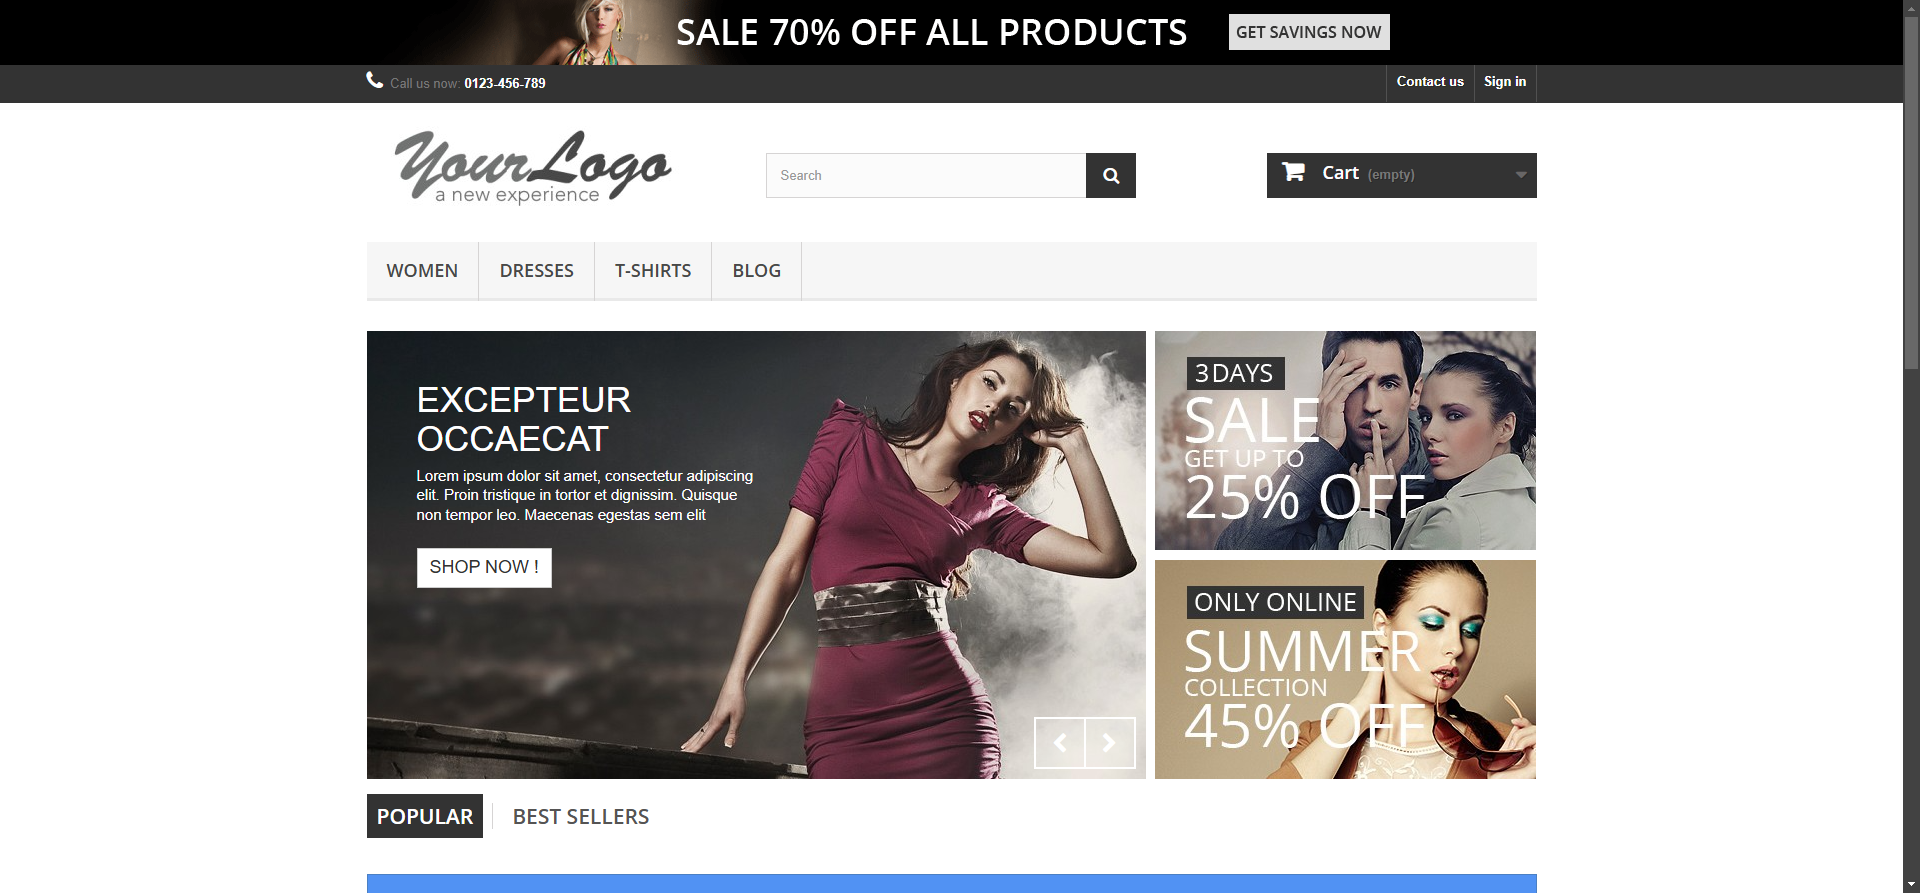 SALE 70% OFF ALL PRODUCTS
GET SAVINGS NOW
Call us now: 0123-456-789
Contact us
Sign in
YourLogo
a new experience
Search
Cart (empty)
WOMEN
DRESSES
T-SHIRTS
BLOG
EXCEPTEUR
OCCAECAT
Lorem ipsum dolor sit amet, consectetur adipiscing
elit. Proin tristique in tortor et dignissim. Quisque
non tempor leo. Maecenas egestas sem elit
SHOP NOW !
3 DAYS
SALE
GET UP TO
25% OFF
ONLY ONLINE
SUMMER
COLLECTION
45% OFF
POPULAR
BEST SELLERS